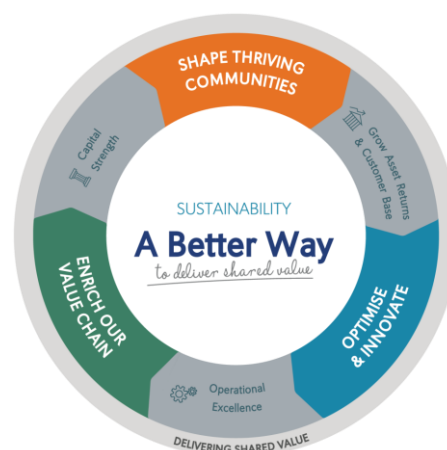 SHAPE THRIVING
COMMUNITIES
Grow Asset Returns
& Customer Base
OPTIMISE
& INNOVATE
Operational
Excellence
ENRICH OUR
VALUE CHAIN
Capital
Strength
SUSTAINABILITY
A Better Way
to deliver shared value
DELIVERING SHARED VALUE